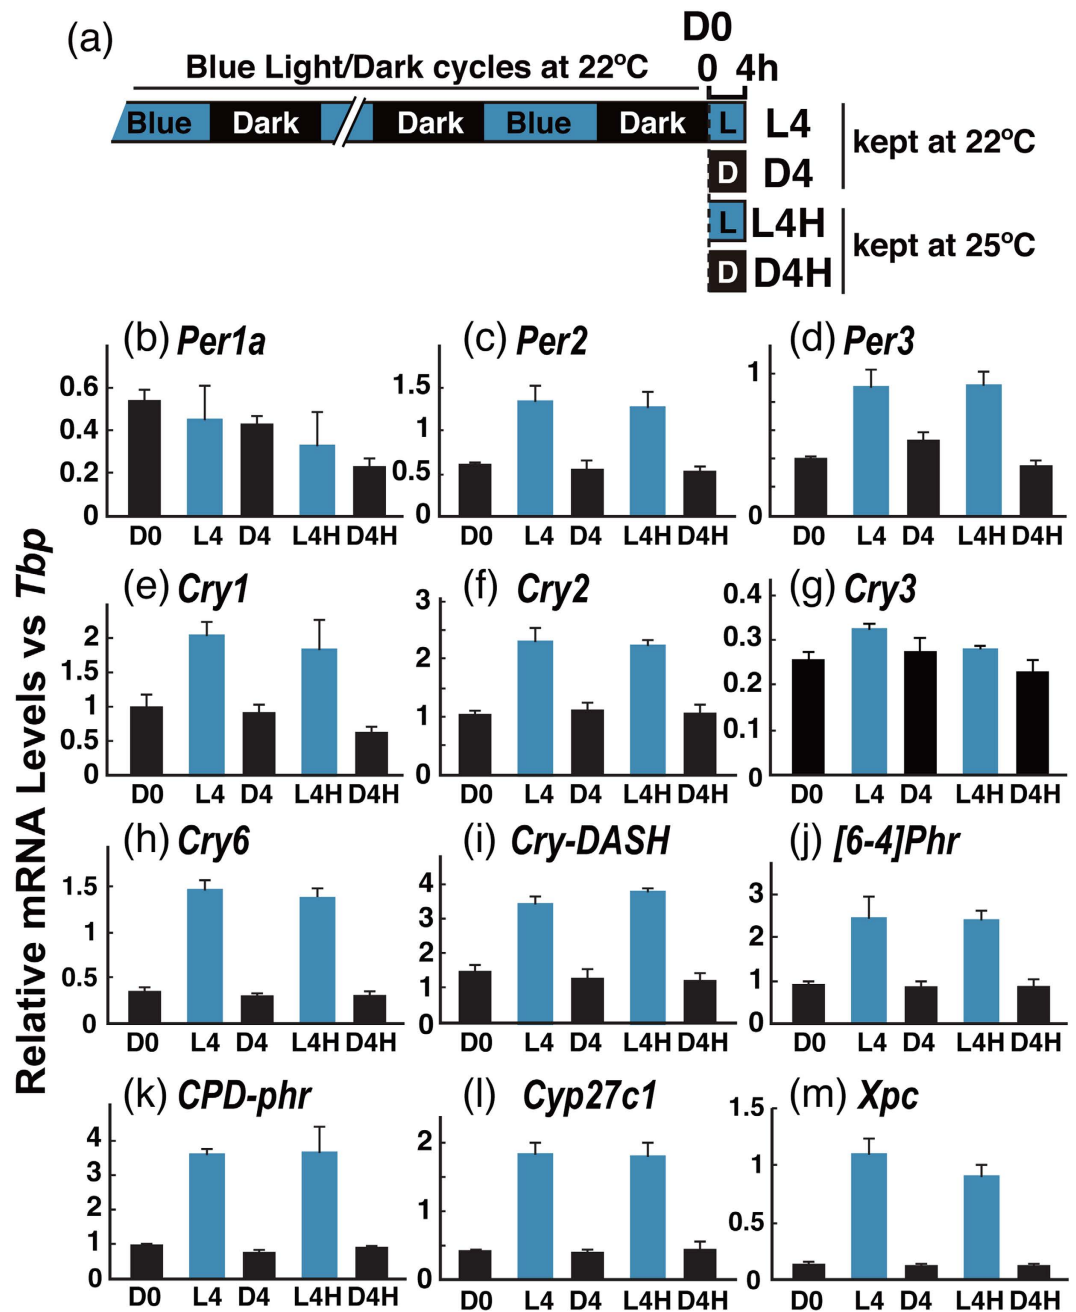 (a)
D0
Blue Light/Dark cycles at 22ºC
0 4h
Blue Dark Dark Blue Dark L L4
D D4
kept at 22ºC
L L4H
D D4H
kept at 25ºC
Relative mRNA Levels vs Tbp
(b) Per1a
0.6
0.4
0.2
0
D0 L4 D4 L4H D4H
(c) Per2
1.5
1
0.5
0
D0 L4 D4 L4H D4H
(d) Per3
1
0
D0 L4 D4 L4H D4H
(e) Cry1
2
1.5
1
0.5
0
D0 L4 D4 L4H D4H
(f) Cry2
3
2
1
0
D0 L4 D4 L4H D4H
(g) Cry3
0.4
0.3
0.2
0.1
0
D0 L4 D4 L4H D4H
(h) Cry6
1.5
1
0.5
0
D0 L4 D4 L4H D4H
(i) Cry-DASH
4
3
2
1
0
D0 L4 D4 L4H D4H
(j) [6-4]Phr
3
2
1
0
D0 L4 D4 L4H D4H
(k) CPD-phr
4
3
2
1
0
D0 L4 D4 L4H D4H
(l) Cyp27c1
2
1
0
D0 L4 D4 L4H D4H
(m) Xpc
1.5
1
0.5
0
D0 L4 D4 L4H D4H